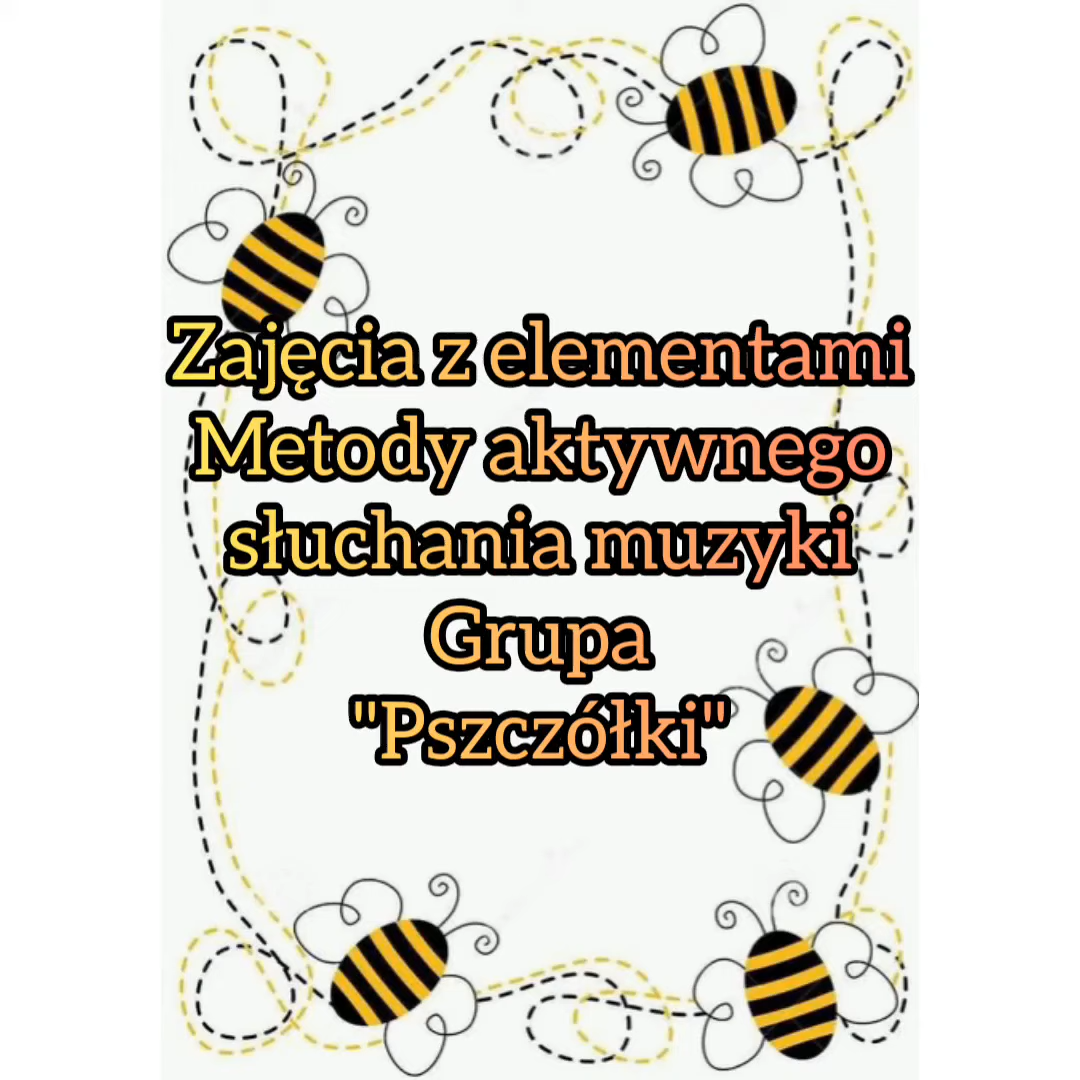 Zajęcia z elementami
Metody aktywnego
słuchania muzyki
Grupa
"Pszczółki"